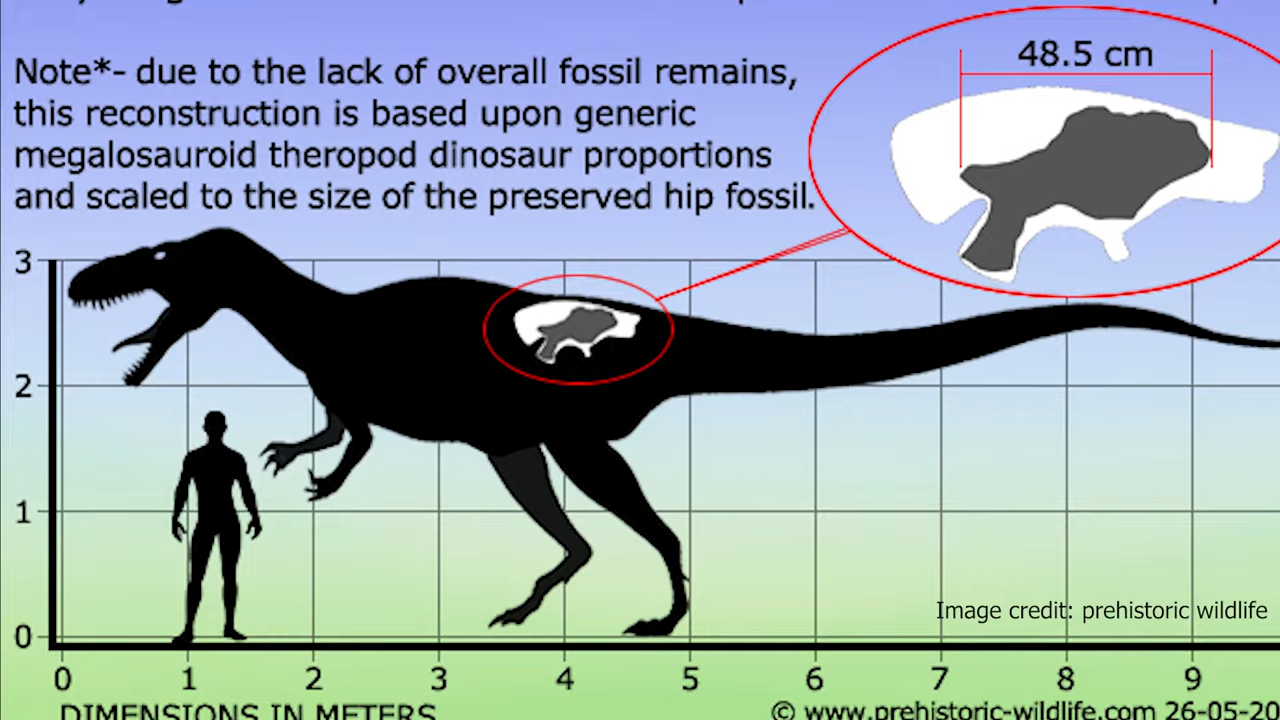 48.5 cm
Note*- due to the lack of overall fossil remains,
this reconstruction is based upon generic
megalosauroid theropod dinosaur proportions
and scaled to the size of the preserved hip fossil.
3
2
1
0
Image credit: prehistoric wildlife
0 1 2 3 4 5 6 7 8 9
DIMENSIONS IN METERS
© www.prehistoric-wildlife.com 26-05-20